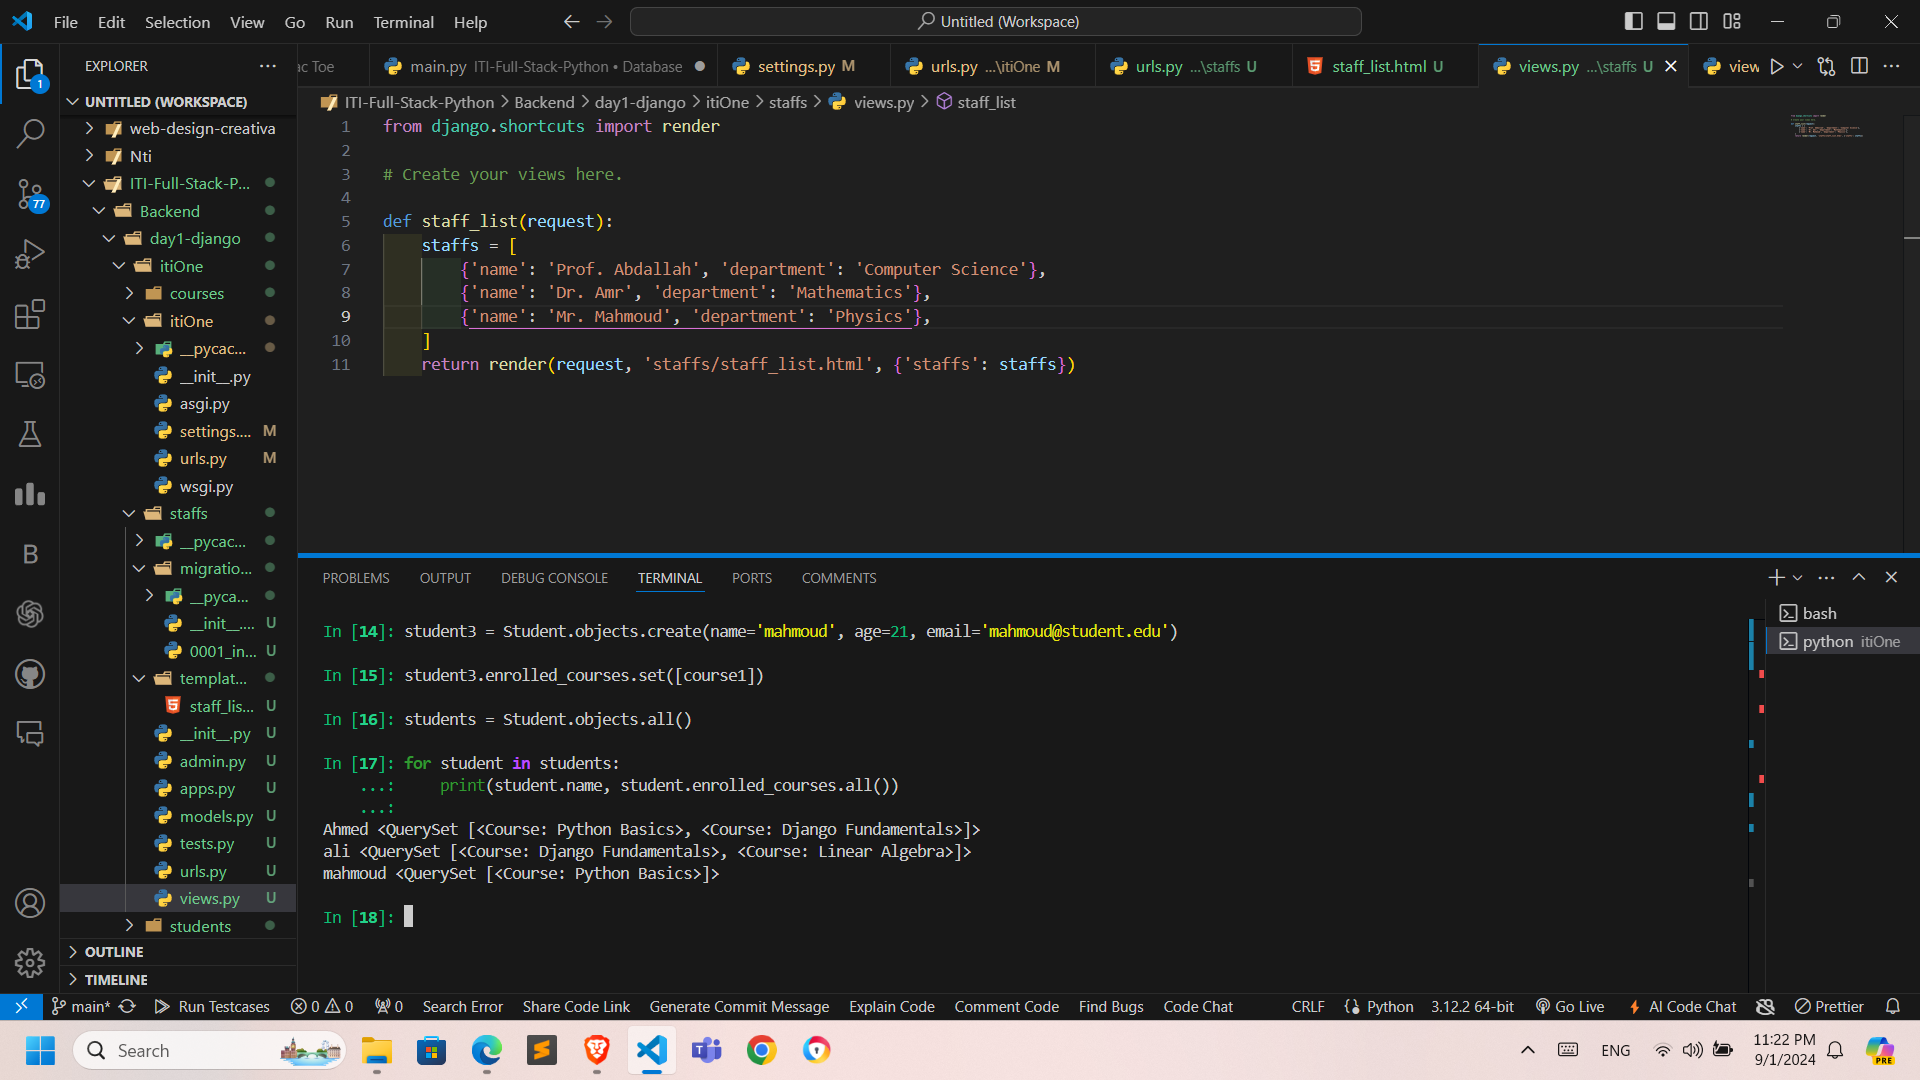 File Edit Selection View Go Run Terminal Help
Untitled (Workspace)
EXPLORER
ac Toe
main.py ITI-Full-Stack-Python • Database
settings.py M
urls.py ...\itiOne M
urls.py ...\staffs U
staff_list.html U
views.py ...\staffs U
view
ITI-Full-Stack-Python > Backend > day1-django > itiOne > staffs > views.py > staff_list
UNTITLED (WORKSPACE)
web-design-creativa
Nti
ITI-Full-Stack-P...
Backend
day1-django
itiOne
courses
itiOne
__pycac...
__init__.py
asgi.py
settings.... M
urls.py M
wsgi.py
staffs
__pycac...
migratio...
__pyca...
__init__.... U
0001_in... U
templat...
staff_lis... U
__init__.py U
admin.py U
apps.py U
models.py U
tests.py U
urls.py U
views.py U
students
OUTLINE
TIMELINE
1
77
B
1 from django.shortcuts import render
2
3 # Create your views here.
4
5 def staff_list(request):
6 staffs = [
7 {'name': 'Prof. Abdallah', 'department': 'Computer Science'},
8 {'name': 'Dr. Amr', 'department': 'Mathematics'},
9 {'name': 'Mr. Mahmoud', 'department': 'Physics'},
10 ]
11 return render(request, 'staffs/staff_list.html', {'staffs': staffs})
PROBLEMS OUTPUT DEBUG CONSOLE TERMINAL PORTS COMMENTS
bash
python itiOne
In [14]: student3 = Student.objects.create(name='mahmoud', age=21, email='mahmoud@student.edu')
In [15]: student3.enrolled_courses.set([course1])
In [16]: students = Student.objects.all()
In [17]: for student in students:
...: print(student.name, student.enrolled_courses.all())
...:
Ahmed <QuerySet [<Course: Python Basics>, <Course: Django Fundamentals>]>
ali <QuerySet [<Course: Django Fundamentals>, <Course: Linear Algebra>]>
mahmoud <QuerySet [<Course: Python Basics>]>
In [18]:
main* Run Testcases 0 0 0 Search Error Share Code Link Generate Commit Message Explain Code Comment Code Find Bugs Code Chat CRLF Python 3.12.2 64-bit Go Live AI Code Chat Prettier
Search
ENG
11:22 PM
9/1/2024
PRE